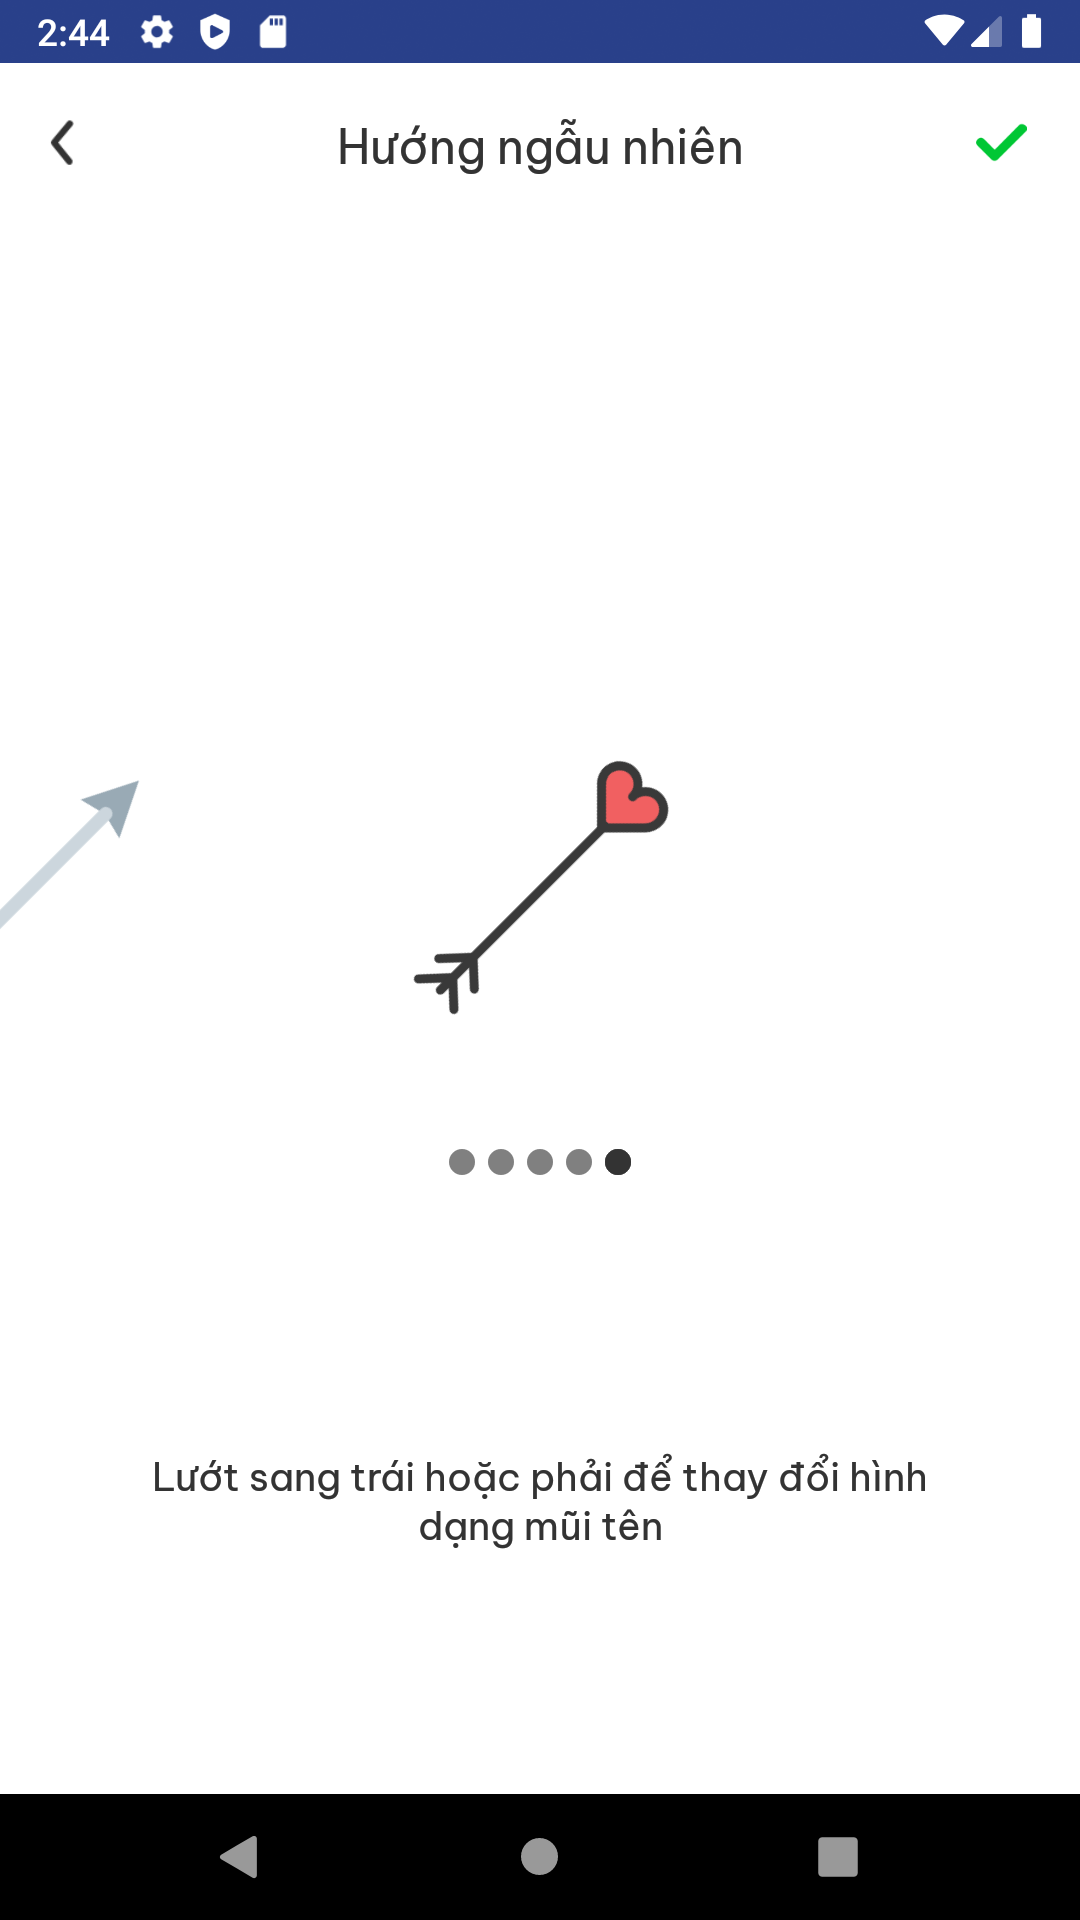 2:44
Hướng ngẫu nhiên
Lướt sang trái hoặc phải để thay đổi hình
dạng mũi tên